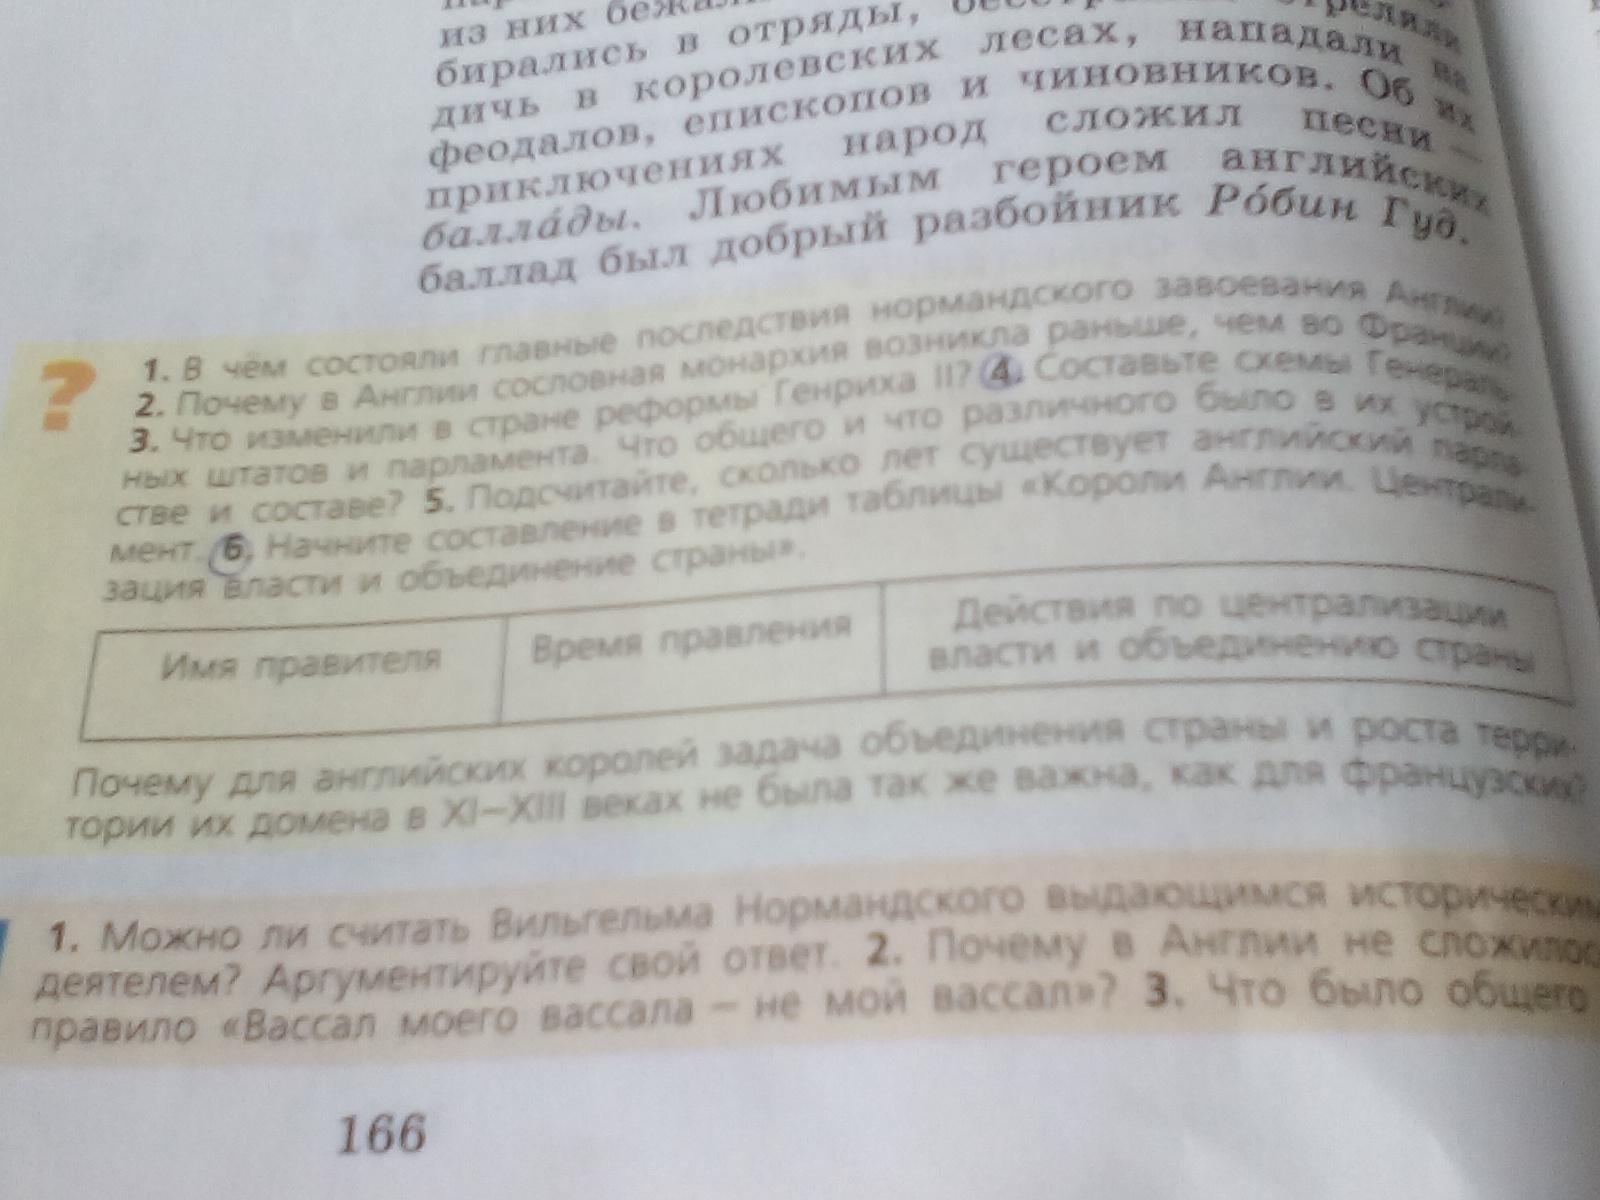 из них
бирались в отряды,
дичь в королевских лесах, нападали на
феодалов, епископов и чиновников. Об их
приключениях народ сложил песни —
балла́ды. Любимым героем английских
баллад был добрый разбойник Ро́бин Гуд.
?
1. В чём состояли главные последствия нормандского завоевания Англии?
2. Почему в Англии сословная монархия возникла раньше, чем во Франции?
3. Что изменили в стране реформы Генриха II? 4. Составьте схемы Генераль-
ных штатов и парламента. Что общего и что различного было в их устрой-
стве и составе? 5. Подсчитайте, сколько лет существует английский парла-
мент. 6. Начните составление в тетради таблицы «Короли Англии. Централи-
зация власти и объединение страны».
Имя правителя
Время правления
Действия по централизации
власти и объединению страны
Почему для английских королей задача объединения страны и роста терри-
тории их домена в XI—XIII веках не была так же важна, как для французских?
1. Можно ли считать Вильгельма Нормандского выдающимся историческим
деятелем? Аргументируйте свой ответ. 2. Почему в Англии не сложилос
правило «Вассал моего вассала — не мой вассал»? 3. Что было общего
166